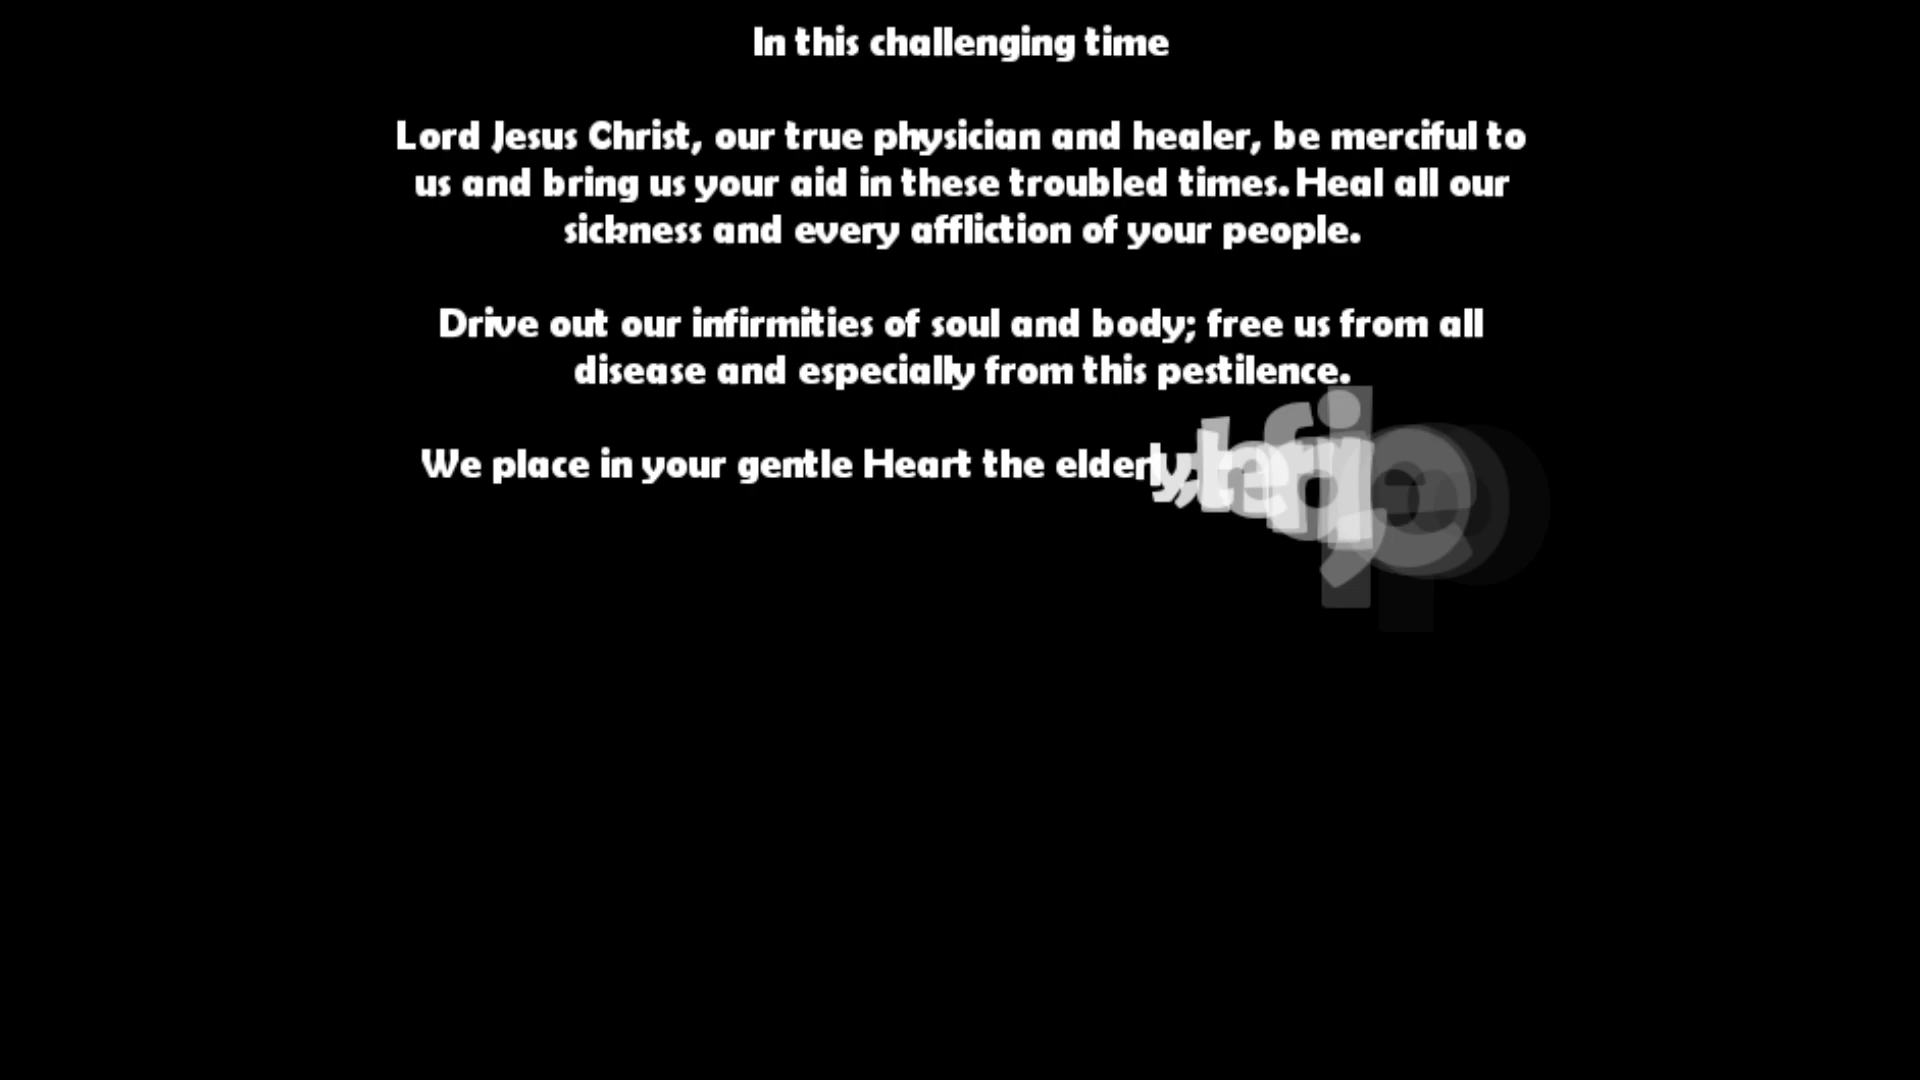 In this challenging time
Lord Jesus Christ, our true physician and healer, be merciful to
us and bring us your aid in these troubled times. Heal all our
sickness and every affliction of your people.
Drive out our infirmities of soul and body; free us from all
disease and especially from this pestilence.
We place in your gentle Heart the elderly,